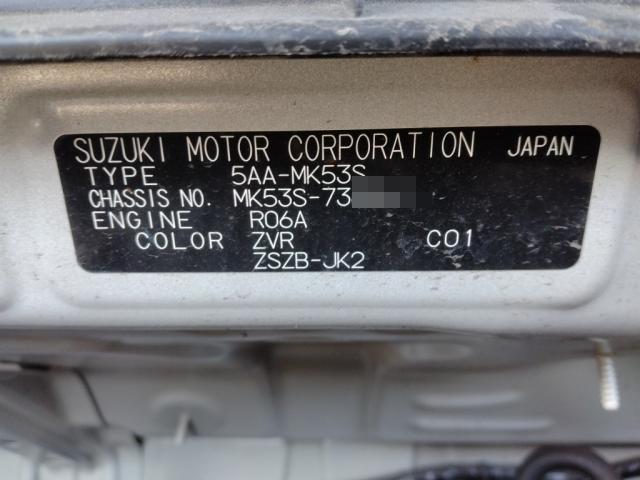 SUZUKI MOTOR CORPORATION JAPAN
TYPE 5AA-MK53S
CHASSIS NO. MK53S-73
ENGINE R06A
COLOR ZVR C01
ZSZB-JK2